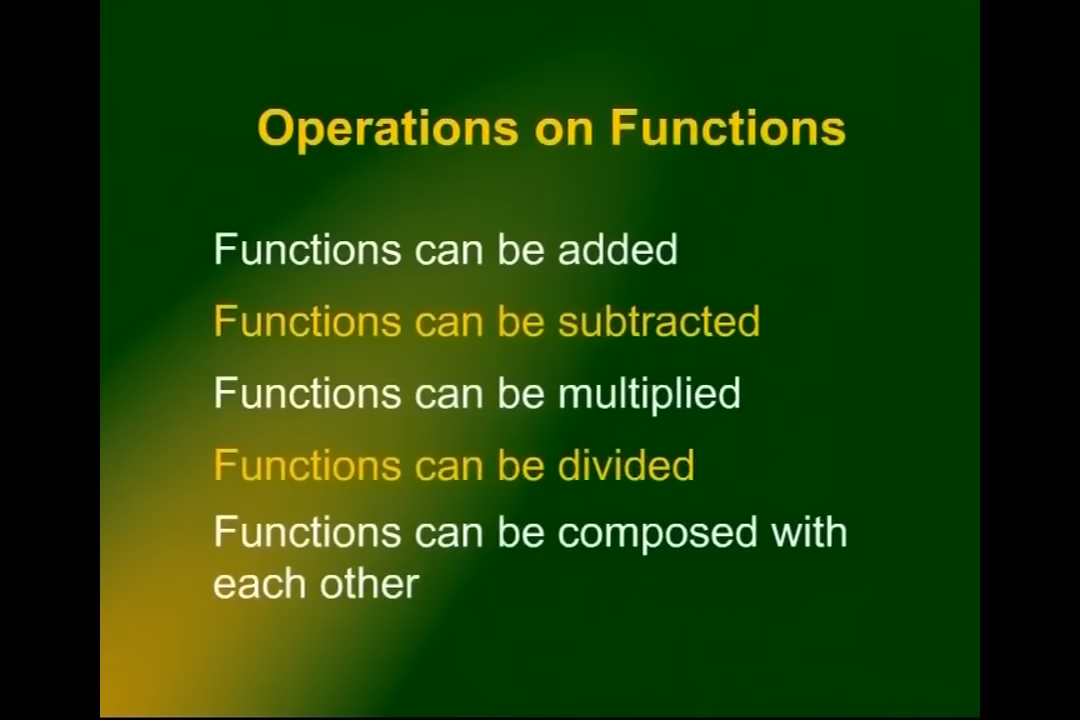 Operations on Functions
Functions can be added
Functions can be subtracted
Functions can be multiplied
Functions can be divided
Functions can be composed with
each other